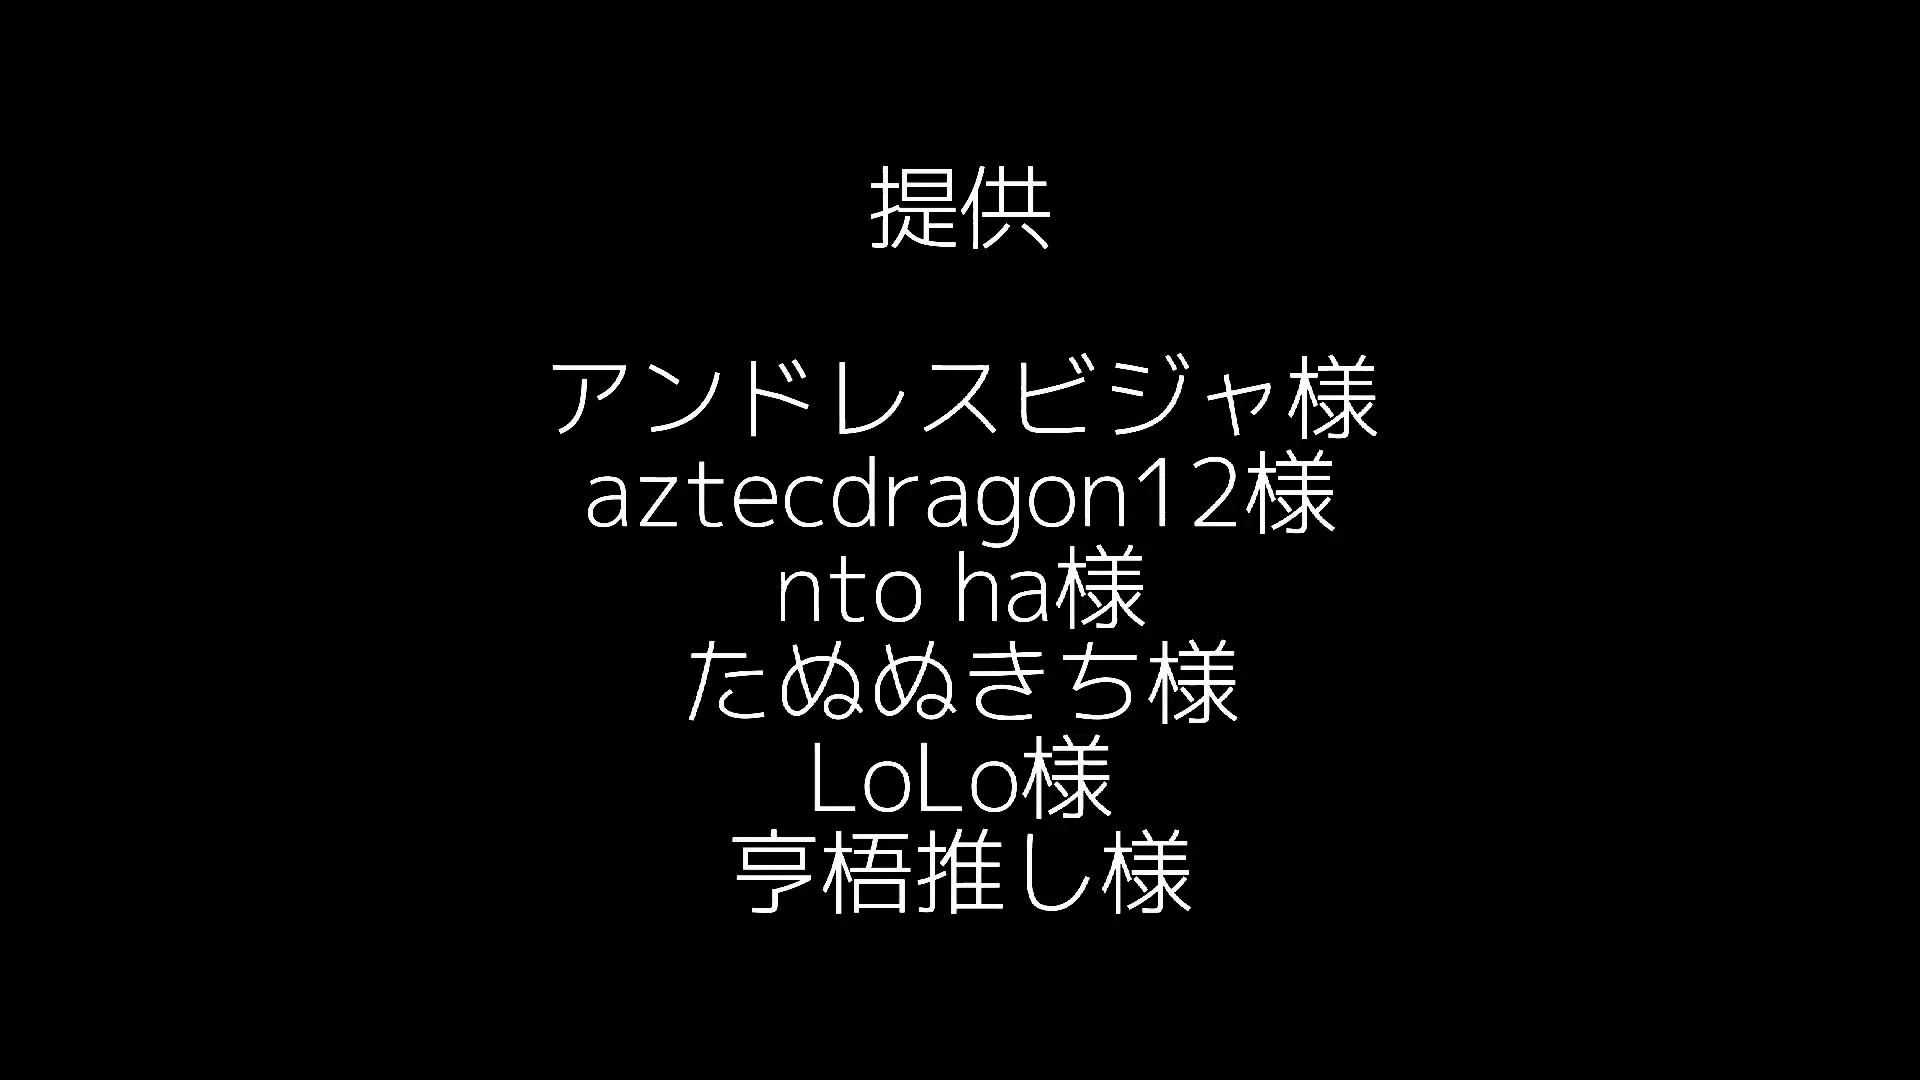 提供
アンドレスビジャ様
aztecdragon12様
nto ha様
たぬぬきち様
LoLo様
亨梧推し様